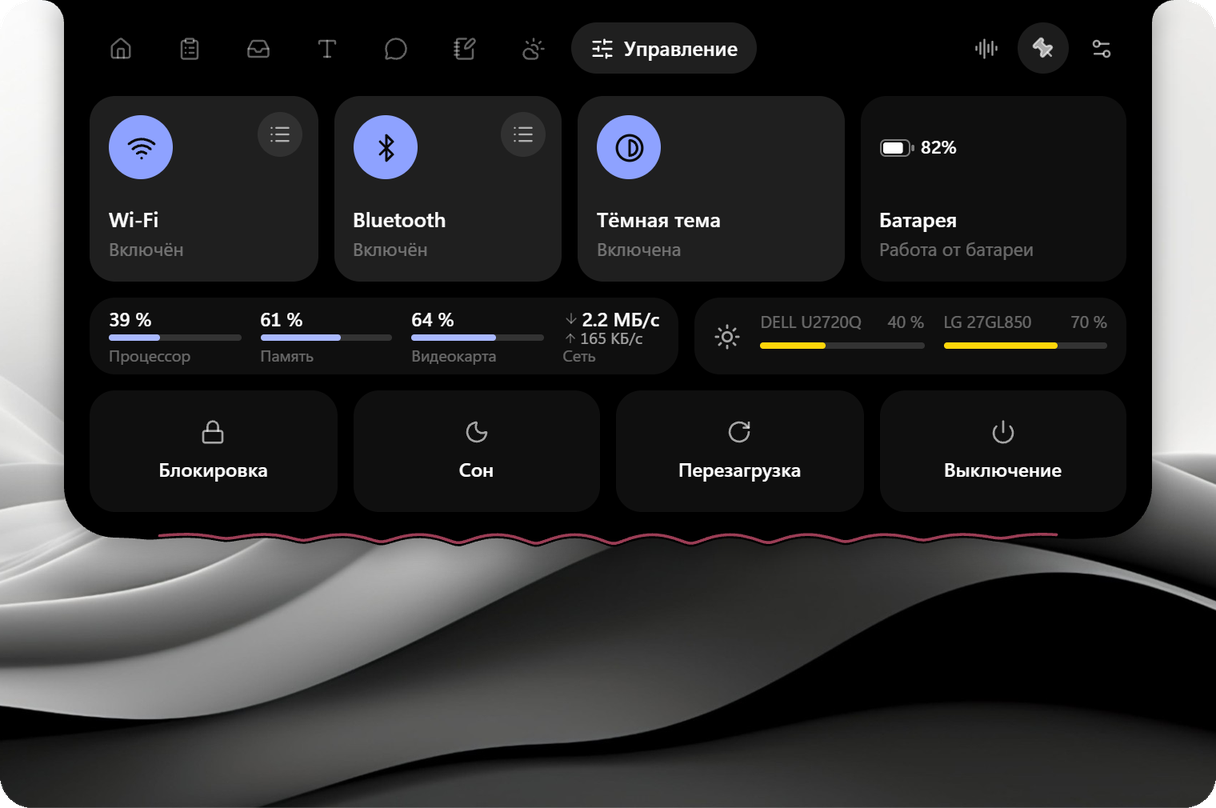 Управление
Wi-Fi
Включён
Bluetooth
Включён
Тёмная тема
Включена
82%
Батарея
Работа от батареи
39 %
Процессор
61 %
Память
64 %
Видеокарта
↓ 2.2 МБ/с
↑ 165 КБ/с
Сеть
DELL U2720Q 40 %
LG 27GL850 70 %
Блокировка
Сон
Перезагрузка
Выключение